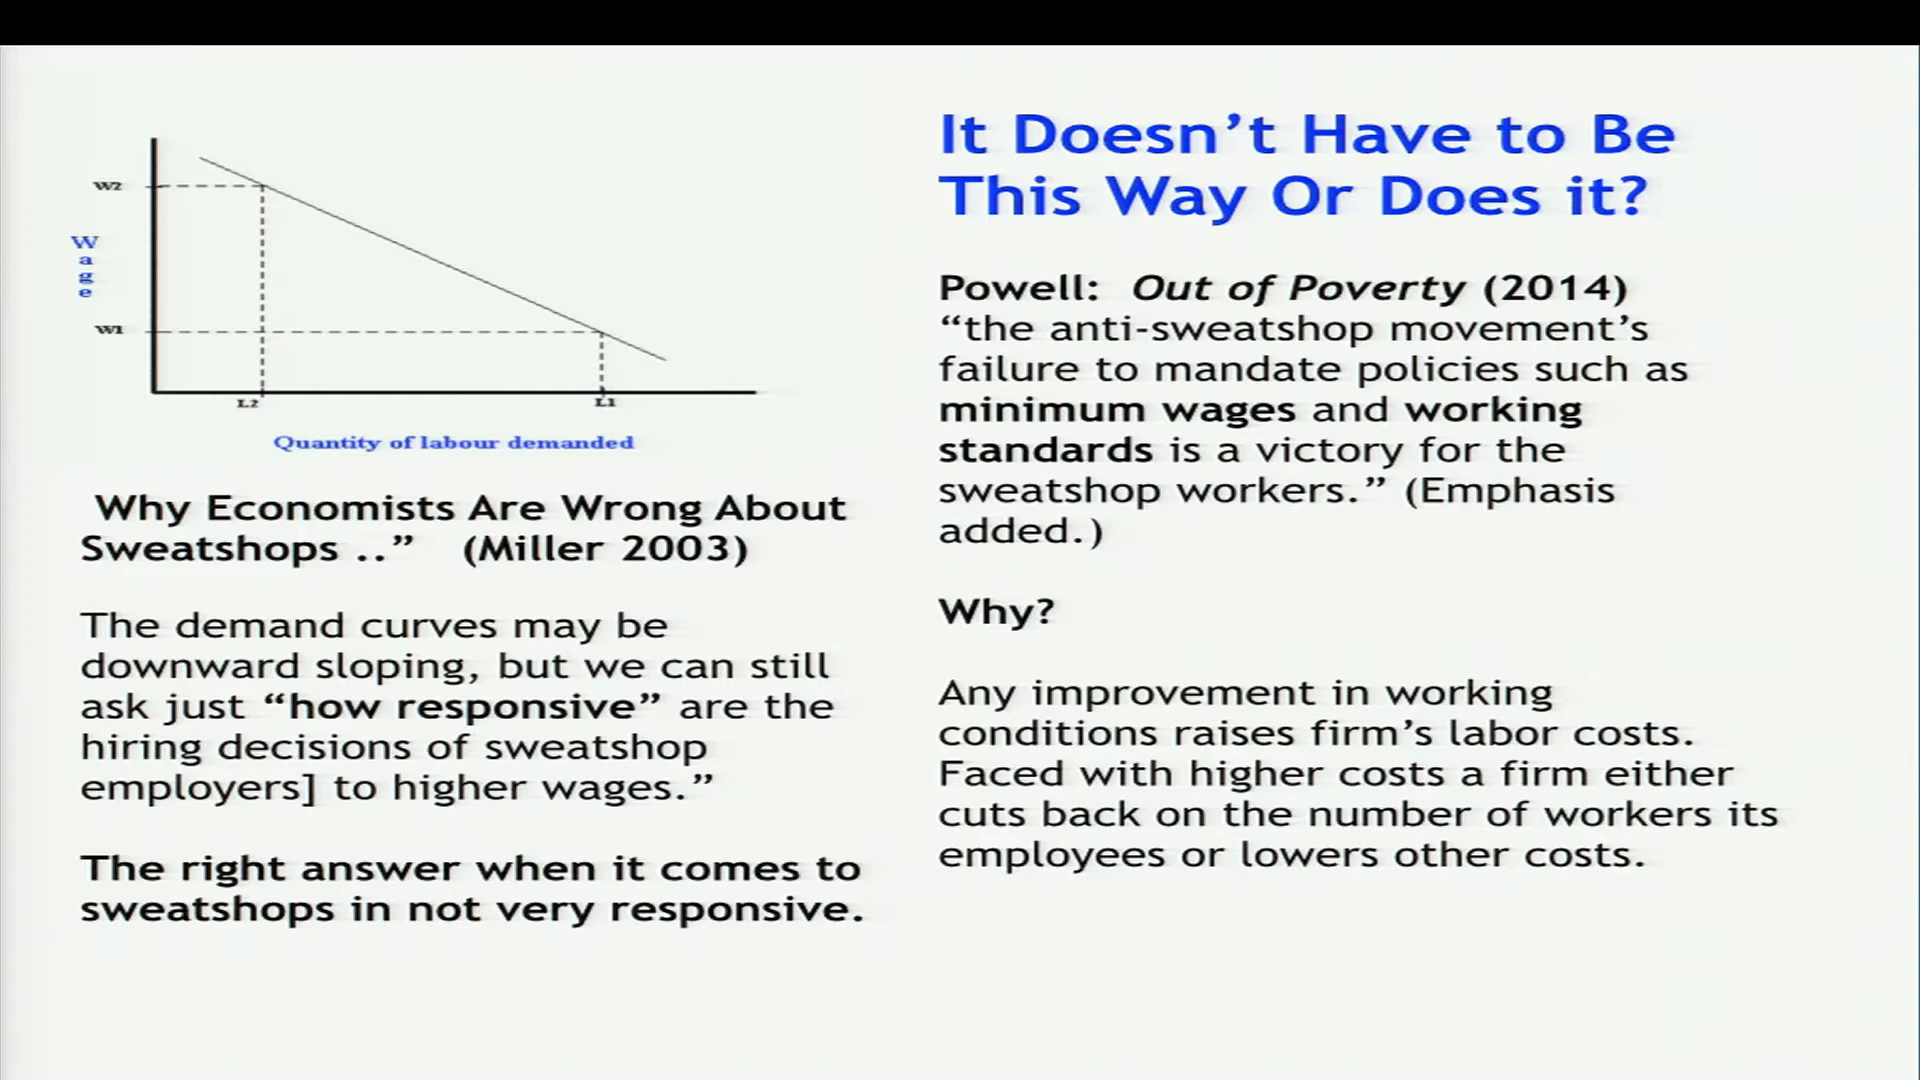 W2
Wage
W1
L2
L1
Quantity of labour demanded
Why Economists Are Wrong About
Sweatshops ..” (Miller 2003)
The demand curves may be
downward sloping, but we can still
ask just “how responsive” are the
hiring decisions of sweatshop
employers] to higher wages.”
The right answer when it comes to
sweatshops in not very responsive.
It Doesn’t Have to Be
This Way Or Does it?
Powell: Out of Poverty (2014)
“the anti-sweatshop movement’s
failure to mandate policies such as
minimum wages and working
standards is a victory for the
sweatshop workers.” (Emphasis
added.)
Why?
Any improvement in working
conditions raises firm’s labor costs.
Faced with higher costs a firm either
cuts back on the number of workers its
employees or lowers other costs.